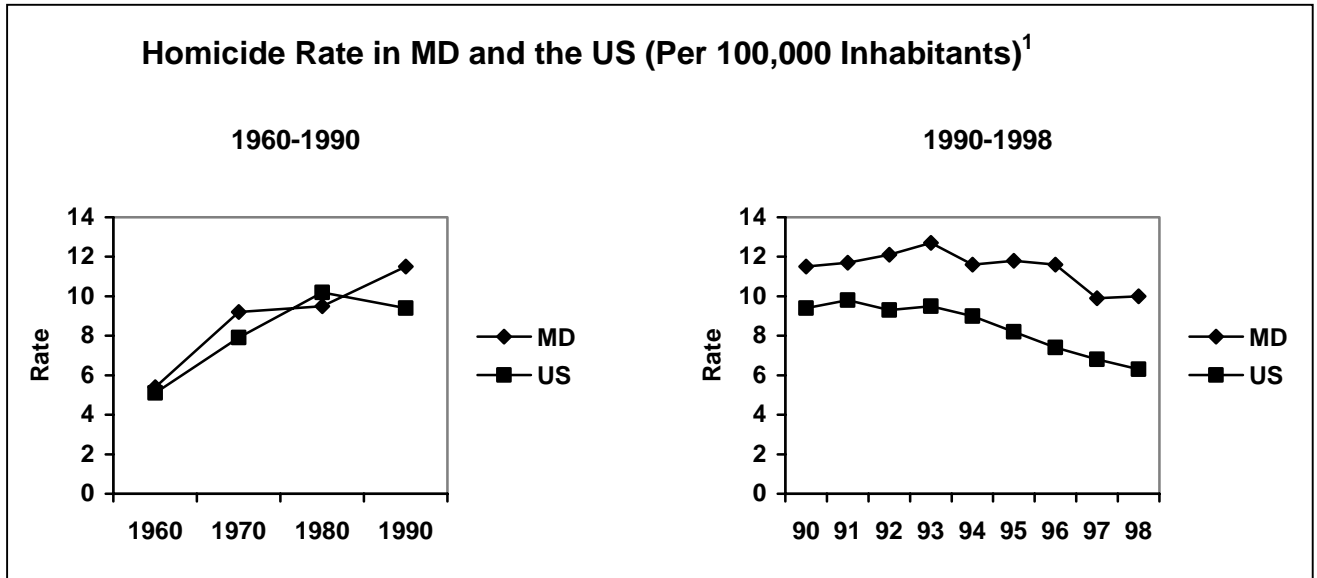 Homicide Rate in MD and the US (Per 100,000 Inhabitants)1
1960-1990
14
12
10
8
6
4
2
0
Rate
1960 1970 1980 1990
MD
US
1990-1998
14
12
10
8
6
4
2
0
Rate
90 91 92 93 94 95 96 97 98
MD
US